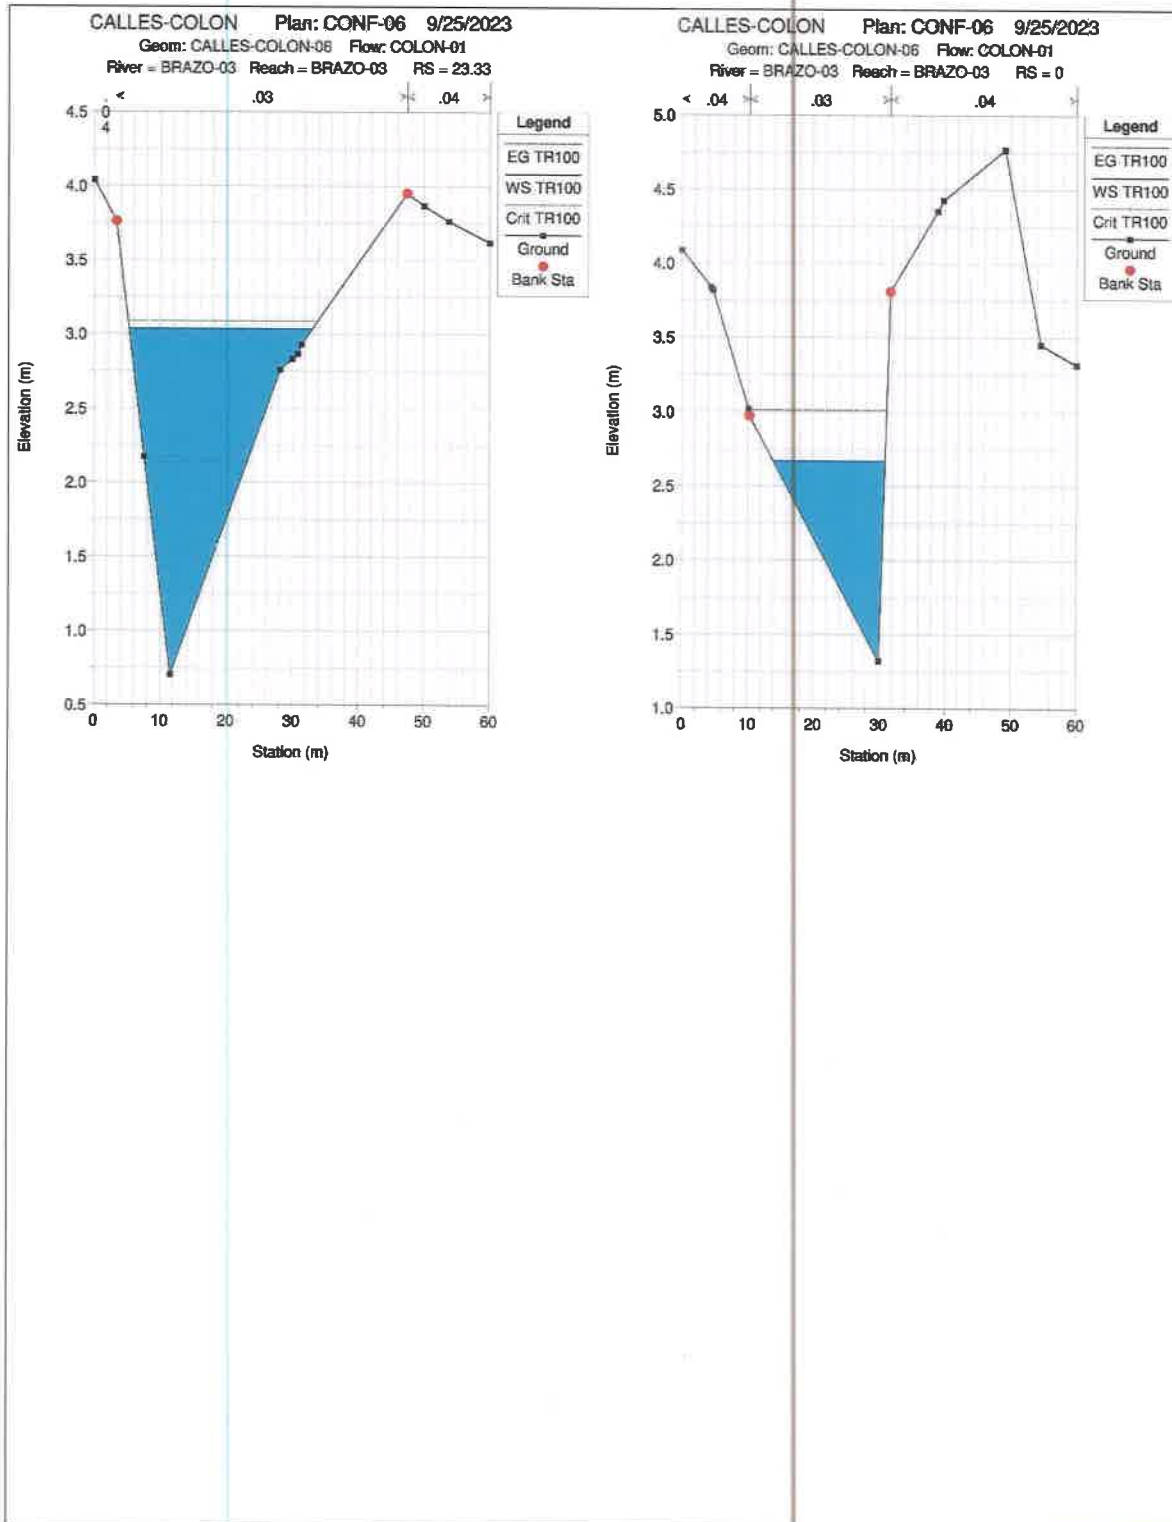 CALLES-COLON Plan: CONF-06 9/25/2023
Geom: CALLES-COLON-06 Flow: COLON-01
River = BRAZO-03 Reach = BRAZO-03 RS = 23.33
.04
.03
.04
Legend
EG TR100
WS TR100
Crit TR100
Ground
Bank Sta
Elevation (m)
4.5
4.0
3.5
3.0
2.5
2.0
1.5
1.0
0.5
0 10 20 30 40 50 60
Station (m)
CALLES-COLON Plan: CONF-06 9/25/2023
Geom: CALLES-COLON-06 Flow: COLON-01
River = BRAZO-03 Reach = BRAZO-03 RS = 0
.04 .03 .04
Legend
EG TR100
WS TR100
Crit TR100
Ground
Bank Sta
Elevation (m)
5.0
4.5
4.0
3.5
3.0
2.5
2.0
1.5
1.0
0 10 20 30 40 50 60
Station (m)